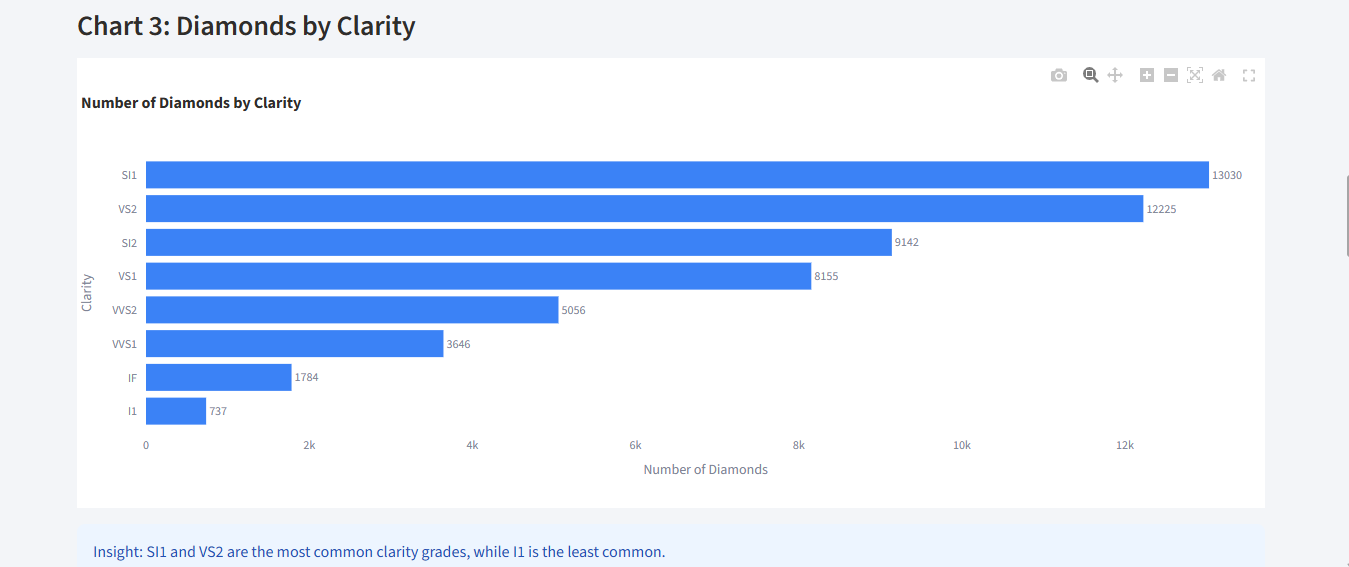 Chart 3: Diamonds by Clarity
Number of Diamonds by Clarity
SI1 13030
VS2 12225
SI2 9142
VS1 8155
VVS2 5056
VVS1 3646
IF 1784
I1 737
Clarity
0 2k 4k 6k 8k 10k 12k
Number of Diamonds
Insight: SI1 and VS2 are the most common clarity grades, while I1 is the least common.